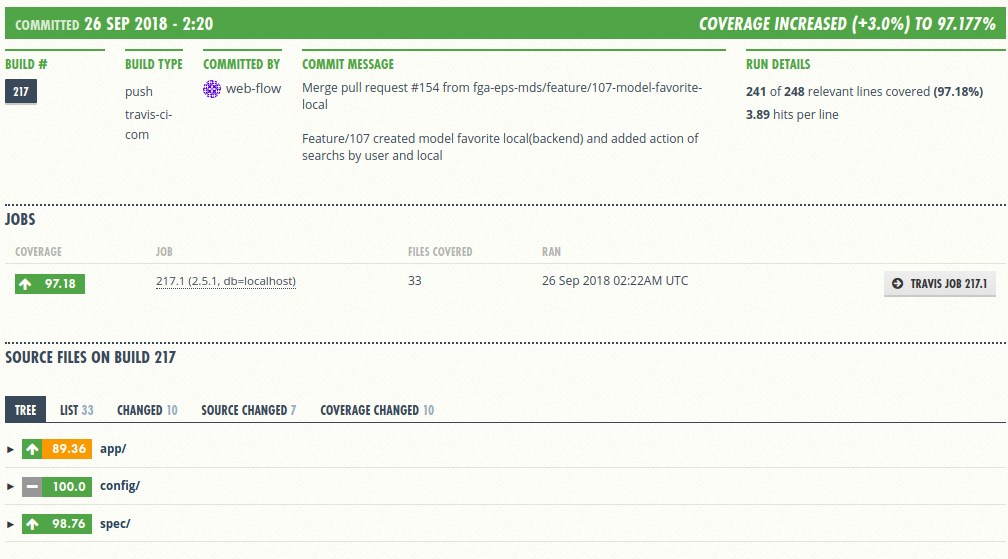 COMMITTED 26 SEP 2018 - 2:20
COVERAGE INCREASED (+3.0%) TO 97.177%
BUILD #
217
BUILD TYPE
push
travis-ci-
com
COMMITTED BY
web-flow
COMMIT MESSAGE
Merge pull request #154 from fga-eps-mds/feature/107-model-favorite-
local
Feature/107 created model favorite local(backend) and added action of
searchs by user and local
RUN DETAILS
241 of 248 relevant lines covered (97.18%)
3.89 hits per line
JOBS
COVERAGE JOB FILES COVERED RAN
97.18 217.1 (2.5.1, db=localhost) 33 26 Sep 2018 02:22AM UTC TRAVIS JOB 217.1
SOURCE FILES ON BUILD 217
TREE LIST 33 CHANGED 10 SOURCE CHANGED 7 COVERAGE CHANGED 10
89.36 app/
100.0 config/
98.76 spec/